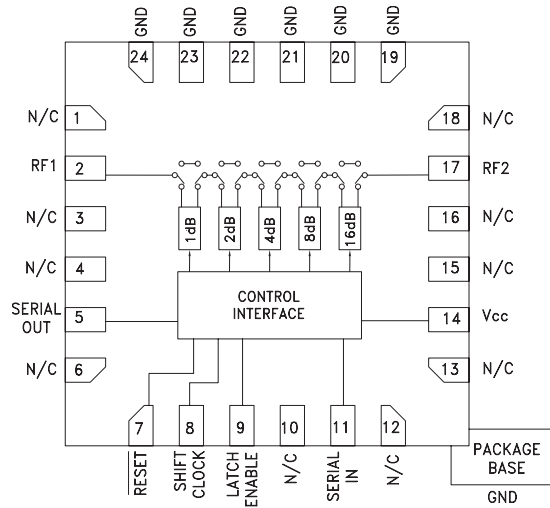 GND GND GND GND GND GND
24 23 22 21 20 19
N/C 1 18 N/C
RF1 2 17 RF2
N/C 3 16 N/C
1dB 2dB 4dB 8dB 16dB
N/C 4 15 N/C
CONTROL
INTERFACE
SERIAL
OUT
5 14 Vcc
N/C 6 13 N/C
7 8 9 10 11 12
RESET
SHIFT
CLOCK
LATCH
ENABLE
N/C
SERIAL
IN
N/C
PACKAGE
BASE
GND